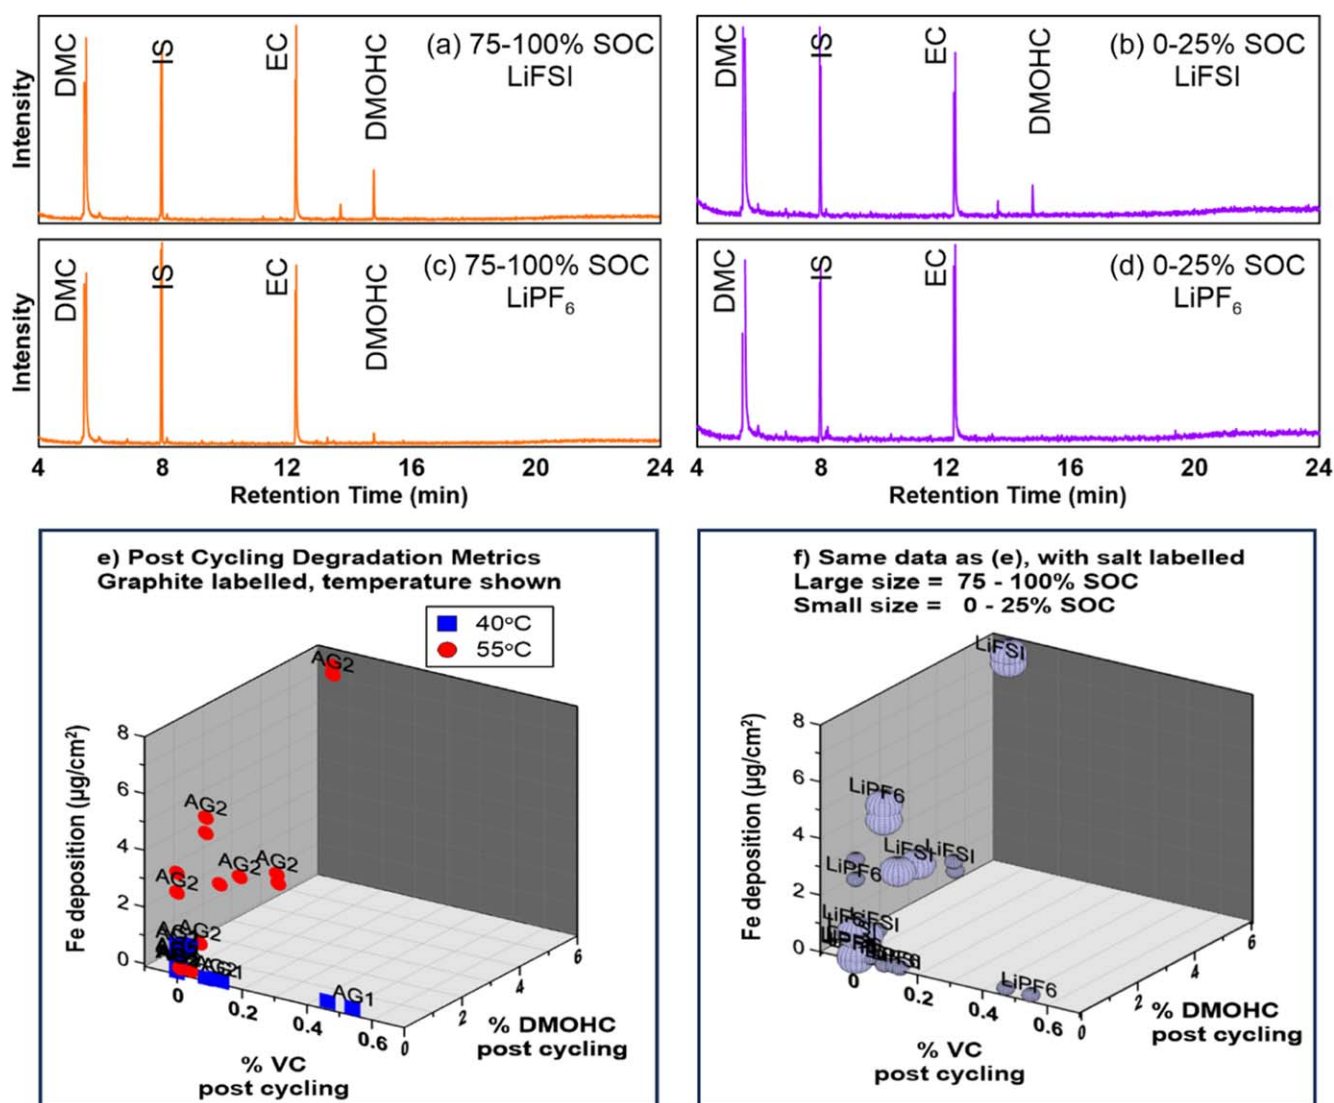 Intensity
DMC
IS
EC
DMOHC
(a) 75-100% SOC
LiFSI
DMC
IS
EC
DMOHC
(b) 0-25% SOC
LiFSI
Intensity
DMC
IS
EC
DMOHC
(c) 75-100% SOC
LiPF₆
DMC
IS
EC
(d) 0-25% SOC
LiPF₆
4 8 12 16 20 24
Retention Time (min)
4 8 12 16 20 24
Retention Time (min)
e) Post Cycling Degradation Metrics
Graphite labelled, temperature shown
40°C
55°C
AG2
8
6
4
2
0
Fe deposition (µg/cm²)
AG2
AG2
AG2
AG2
AG2
AG2
AG1
0
0.2
0.4
0.6
% VC
post cycling
0
2
4
6
% DMOHC
post cycling
f) Same data as (e), with salt labelled
Large size = 75 - 100% SOC
Small size = 0 - 25% SOC
LiFSI
8
6
4
2
0
Fe deposition (µg/cm²)
LiPF6
LiFSI
LiFSI
LiPF6
LiFSI
LiPF6
0
0.2
0.4
0.6
% VC
post cycling
0
2
4
6
% DMOHC
post cycling